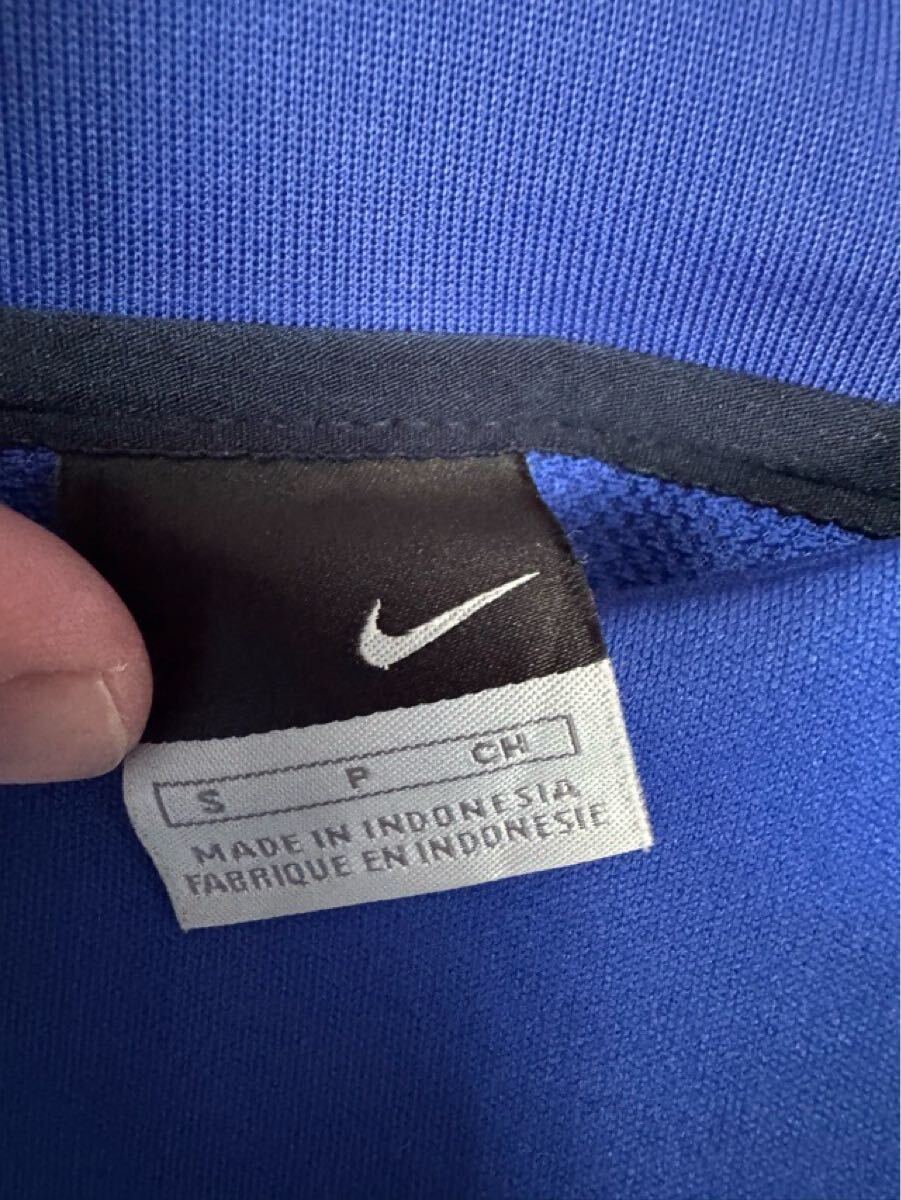 S P CH
MADE IN INDONESIA
FABRIQUE EN INDONESIE